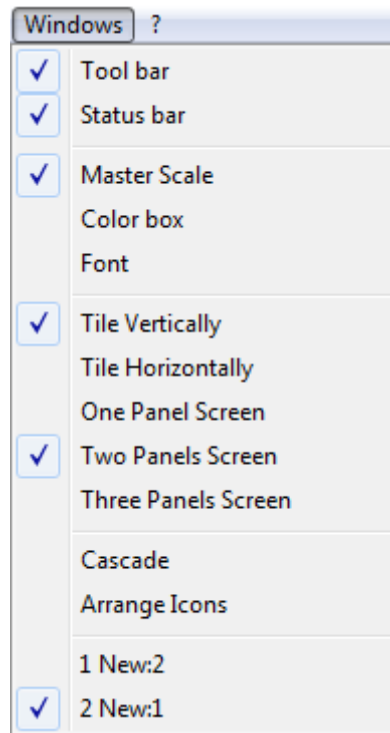 Windows ?
Tool bar
Status bar
Master Scale
Color box
Font
Tile Vertically
Tile Horizontally
One Panel Screen
Two Panels Screen
Three Panels Screen
Cascade
Arrange Icons
1 New:2
2 New:1